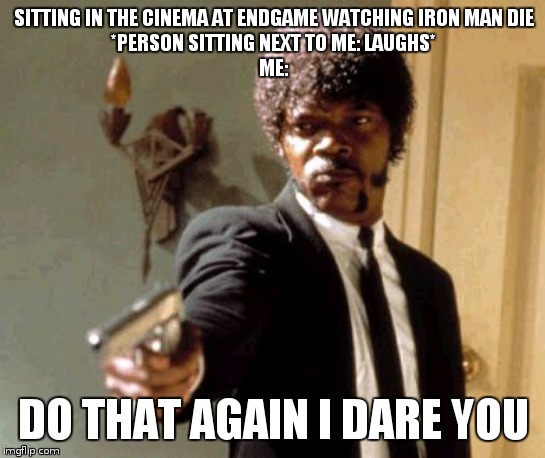 SITTING IN THE CINEMA AT ENDGAME WATCHING IRON MAN DIE
*PERSON SITTING NEXT TO ME: LAUGHS*
ME:
DO THAT AGAIN I DARE YOU
imgflip.com